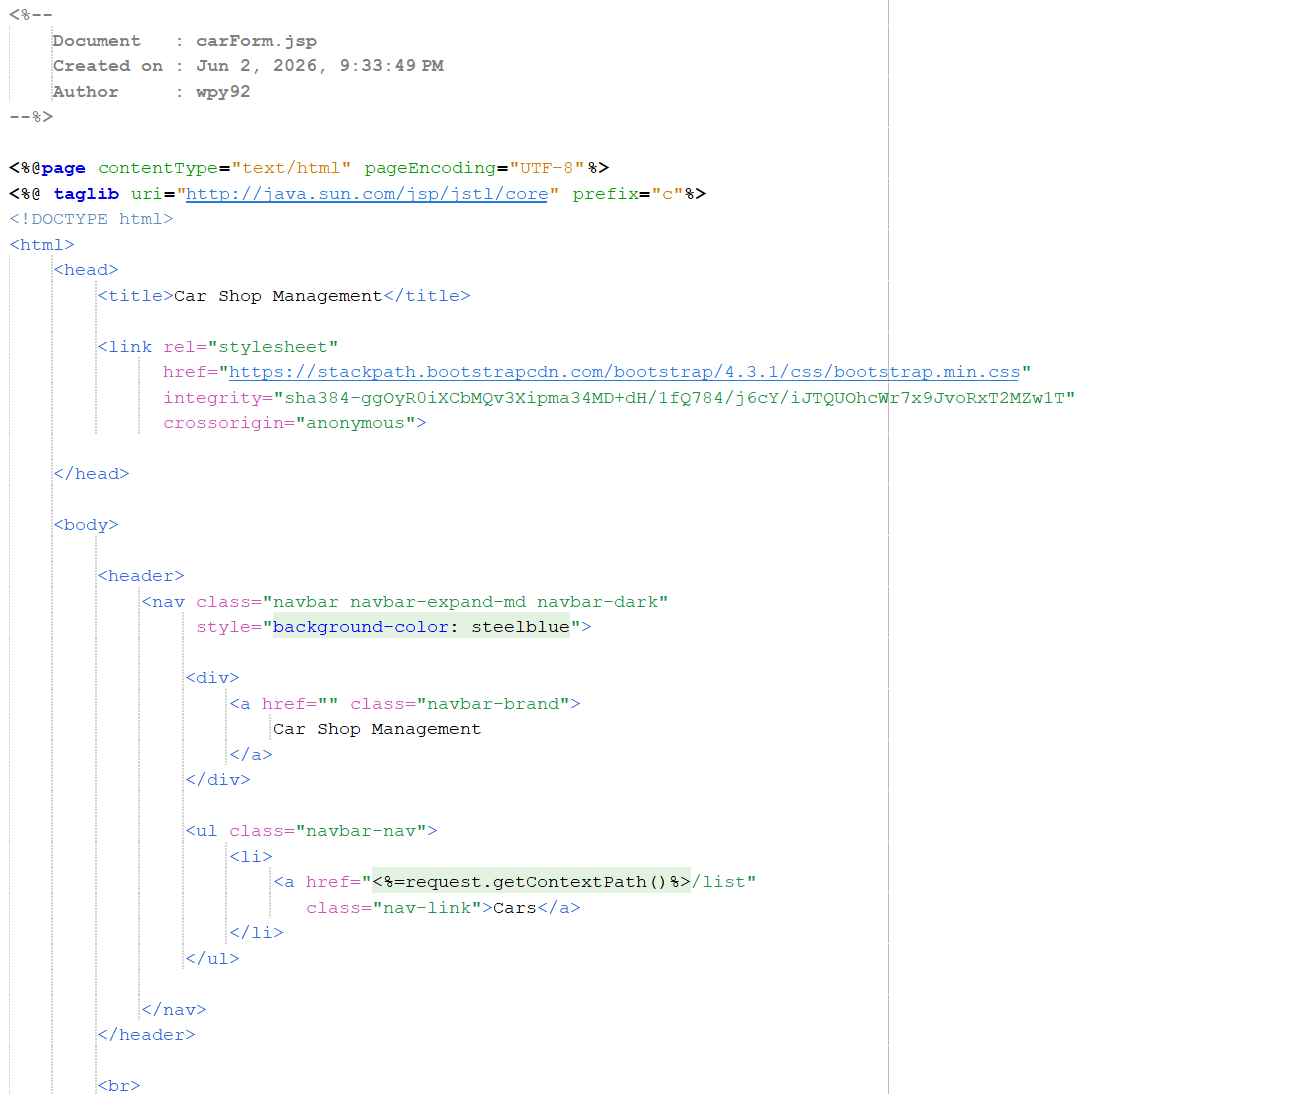 <%--
    Document   : carForm.jsp
    Created on : Jun 2, 2026, 9:33:49 PM
    Author     : wpy92
--%>

<%@page contentType="text/html" pageEncoding="UTF-8"%>
<%@ taglib uri="http://java.sun.com/jsp/jstl/core" prefix="c"%>
<!DOCTYPE html>
<html>
    <head>
        <title>Car Shop Management</title>

        <link rel="stylesheet"
              href="https://stackpath.bootstrapcdn.com/bootstrap/4.3.1/css/bootstrap.min.css"
              integrity="sha384-ggOyR0iXCbMQv3Xipma34MD+dH/1fQ784/j6cY/iJTQUOhcWr7x9JvoRxT2MZw1T"
              crossorigin="anonymous">

    </head>

    <body>

        <header>
            <nav class="navbar navbar-expand-md navbar-dark"
                 style="background-color: steelblue">

                <div>
                    <a href="" class="navbar-brand">
                        Car Shop Management
                    </a>
                </div>

                <ul class="navbar-nav">
                    <li>
                        <a href="<%=request.getContextPath()%>/list"
                           class="nav-link">Cars</a>
                    </li>
                </ul>

            </nav>
        </header>

        <br>